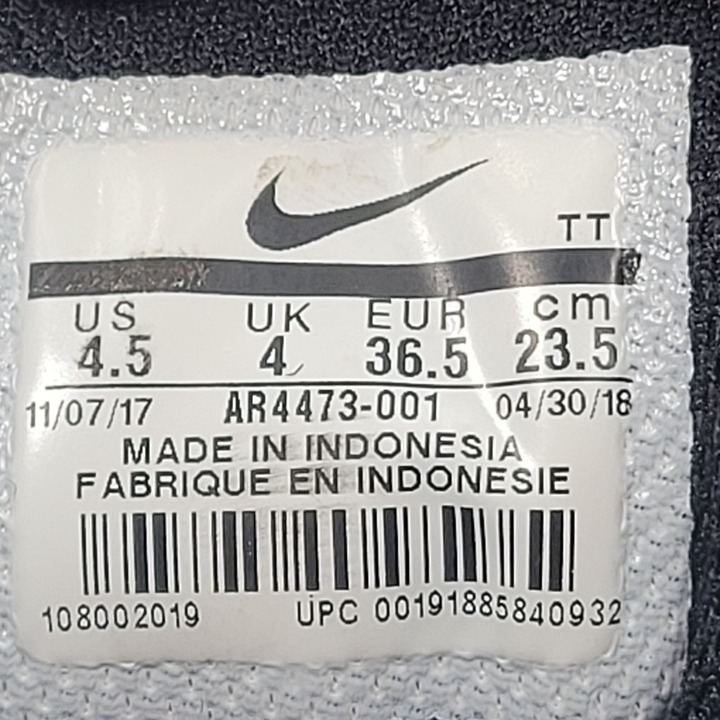 TT
US UK EUR cm
4.5 4 36.5 23.5
11/07/17 AR4473-001 04/30/18
MADE IN INDONESIA
FABRIQUE EN INDONESIE
108002019 UPC 00191885840932